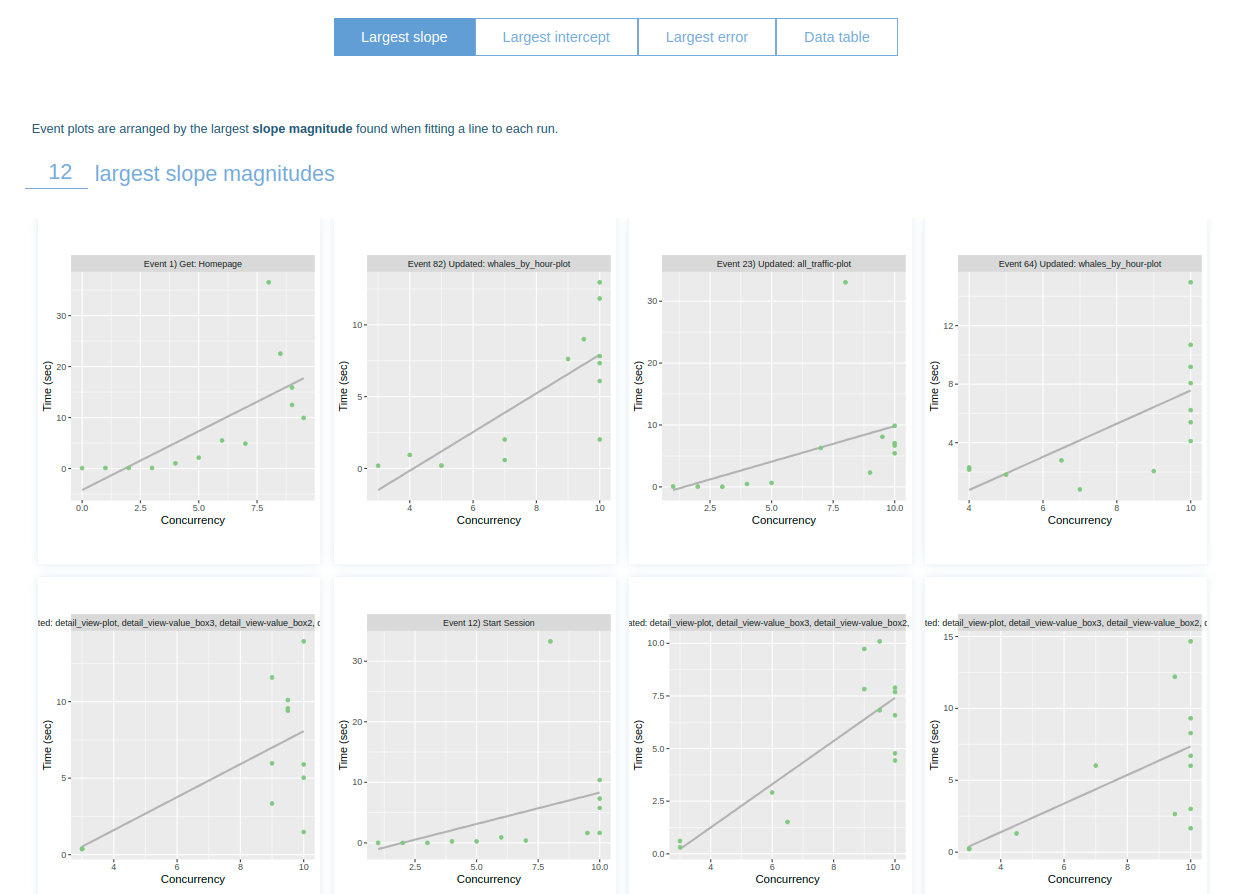 Largest slope Largest intercept Largest error Data table
Event plots are arranged by the largest slope magnitude found when fitting a line to each run.
12 largest slope magnitudes
Event 1) Get: Homepage
Time (sec)
30
20
10
0
0.0 2.5 5.0 7.5
Concurrency
Event 82) Updated: whales_by_hour-plot
Time (sec)
10
5
0
4 6 8 10
Concurrency
Event 23) Updated: all_traffic-plot
Time (sec)
30
20
10
0
2.5 5.0 7.5 10.0
Concurrency
Event 64) Updated: whales_by_hour-plot
Time (sec)
12
8
4
4 6 8 10
Concurrency
ted: detail_view-plot, detail_view-value_box3, detail_view-value_box2, d
Time (sec)
10
5
0
4 6 8 10
Concurrency
Event 12) Start Session
Time (sec)
30
20
10
0
2.5 5.0 7.5 10.0
Concurrency
ated: detail_view-plot, detail_view-value_box3, detail_view-value_box2,
Time (sec)
10.0
7.5
5.0
2.5
0.0
4 6 8 10
Concurrency
ted: detail_view-plot, detail_view-value_box3, detail_view-value_box2, d
Time (sec)
15
10
5
0
4 6 8 10
Concurrency